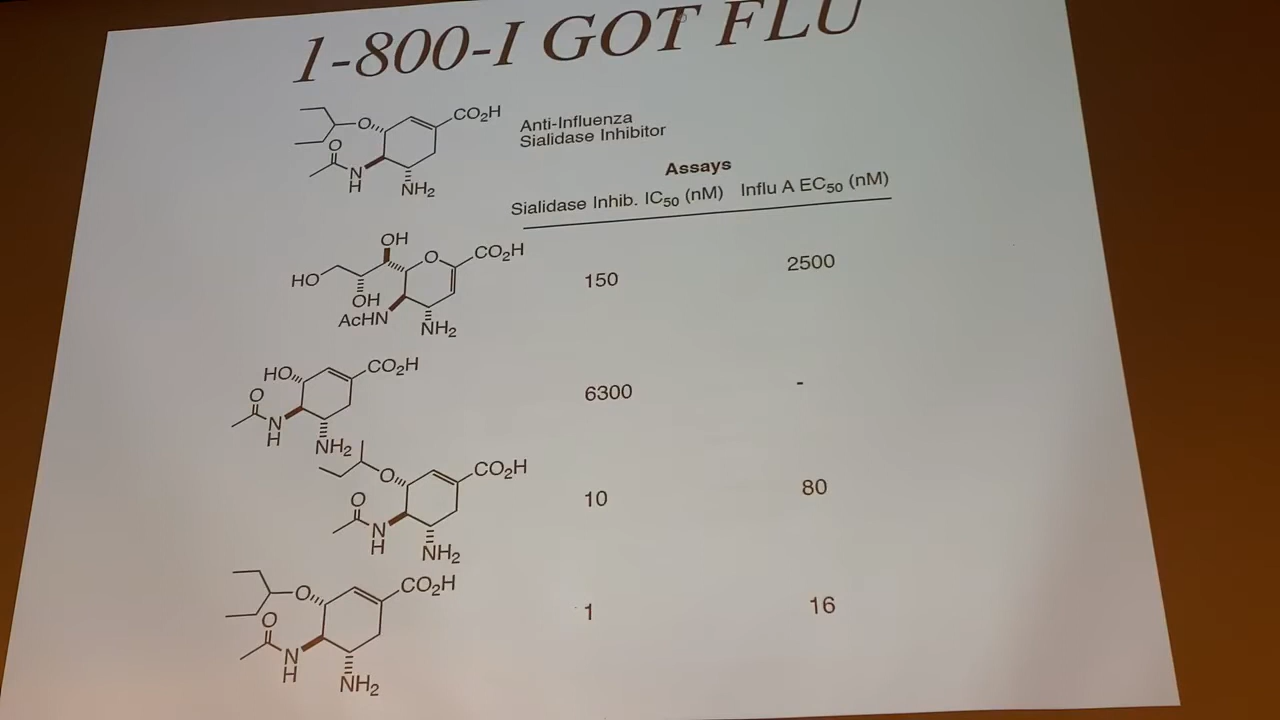 1-800-I GOT FLU
O
CO₂H
O
N
H
NH₂
Anti-Influenza
Sialidase Inhibitor
Assays
Sialidase Inhib. IC₅₀ (nM) Influ A EC₅₀ (nM)
OH
O
CO₂H
HO
OH
AcHN
NH₂
150
2500
HO
CO₂H
O
N
H
NH₂
6300
-
O
CO₂H
O
N
H
NH₂
10
80
O
CO₂H
O
N
H
NH₂
1
16